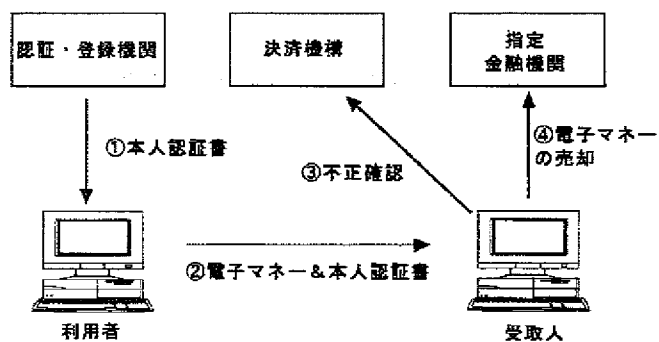 認証・登録機関
決済機構
指定
金融機関
①本人認証書
③不正確認
④電子マネー
の売却
②電子マネー&本人認証書
利用者
受取人